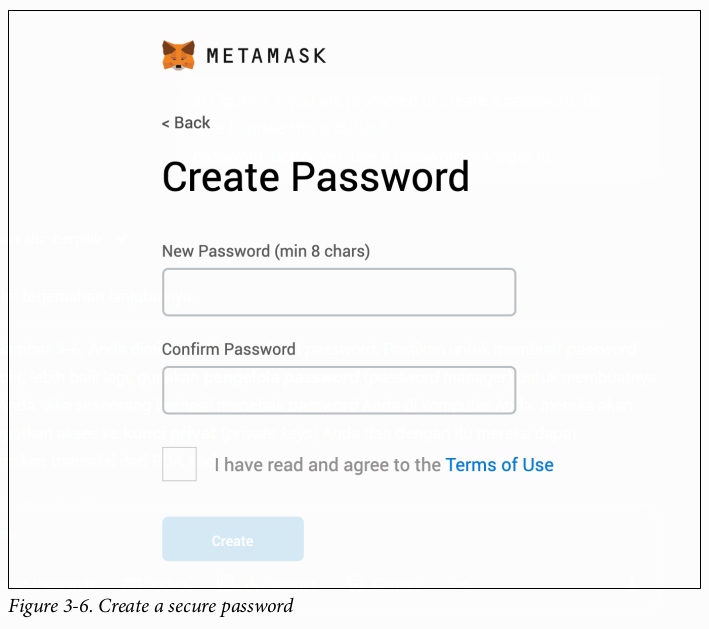 METAMASK
< Back
Create Password
New Password (min 8 chars)
Confirm Password
I have read and agree to the Terms of Use
Create
Figure 3-6. Create a secure password